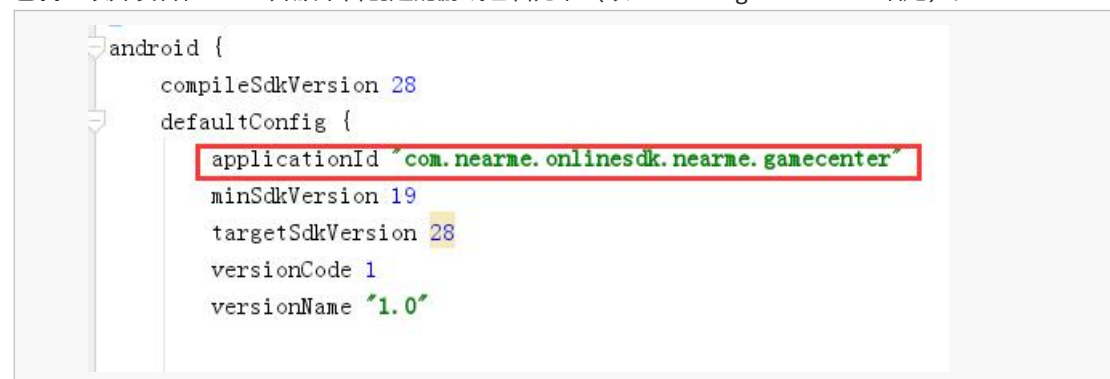 android {
compileSdkVersion 28
defaultConfig {
applicationId "com.nearme.onlinesdk.nearme.gamecenter"
minSdkVersion 19
targetSdkVersion 28
versionCode 1
versionName "1.0"